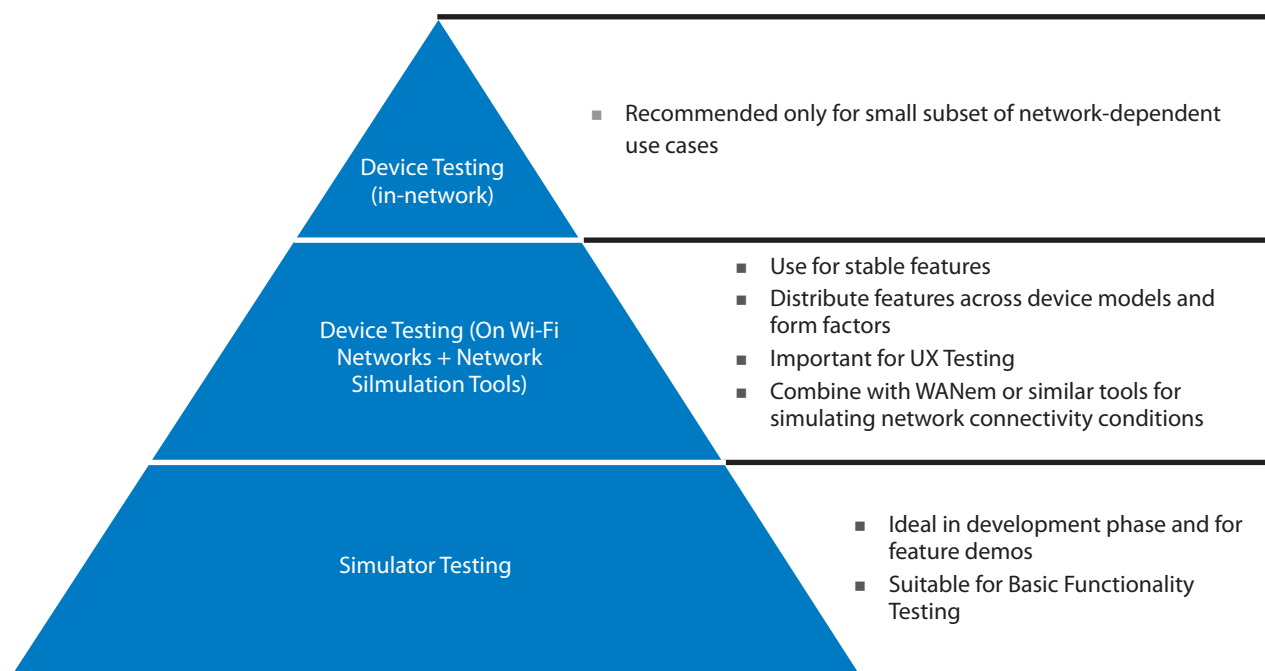 Recommended only for small subset of network-dependent
use cases
Device Testing
(in-network)
Use for stable features
Distribute features across device models and
form factors
Important for UX Testing
Combine with WANem or similar tools for
simulating network connectivity conditions
Device Testing (On Wi-Fi
Networks + Network
Silmulation Tools)
Ideal in development phase and for
feature demos
Suitable for Basic Functionality
Testing
Simulator Testing